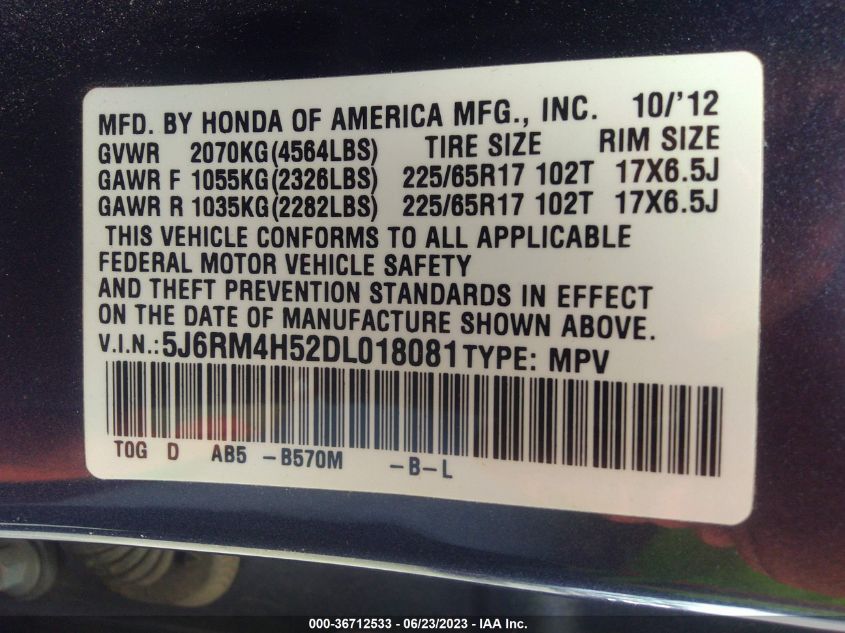 MFD. BY HONDA OF AMERICA MFG., INC. 10/'12
GVWR 2070KG(4564LBS) TIRE SIZE RIM SIZE
GAWR F 1055KG(2326LBS) 225/65R17 102T 17X6.5J
GAWR R 1035KG(2282LBS) 225/65R17 102T 17X6.5J
THIS VEHICLE CONFORMS TO ALL APPLICABLE
FEDERAL MOTOR VEHICLE SAFETY
AND THEFT PREVENTION STANDARDS IN EFFECT
ON THE DATE OF MANUFACTURE SHOWN ABOVE.
V.I.N.:5J6RM4H52DL018081 TYPE: MPV
TOG D AB5 -B570M -B-L
000-36712533 - 06/23/2023 - IAA Inc.